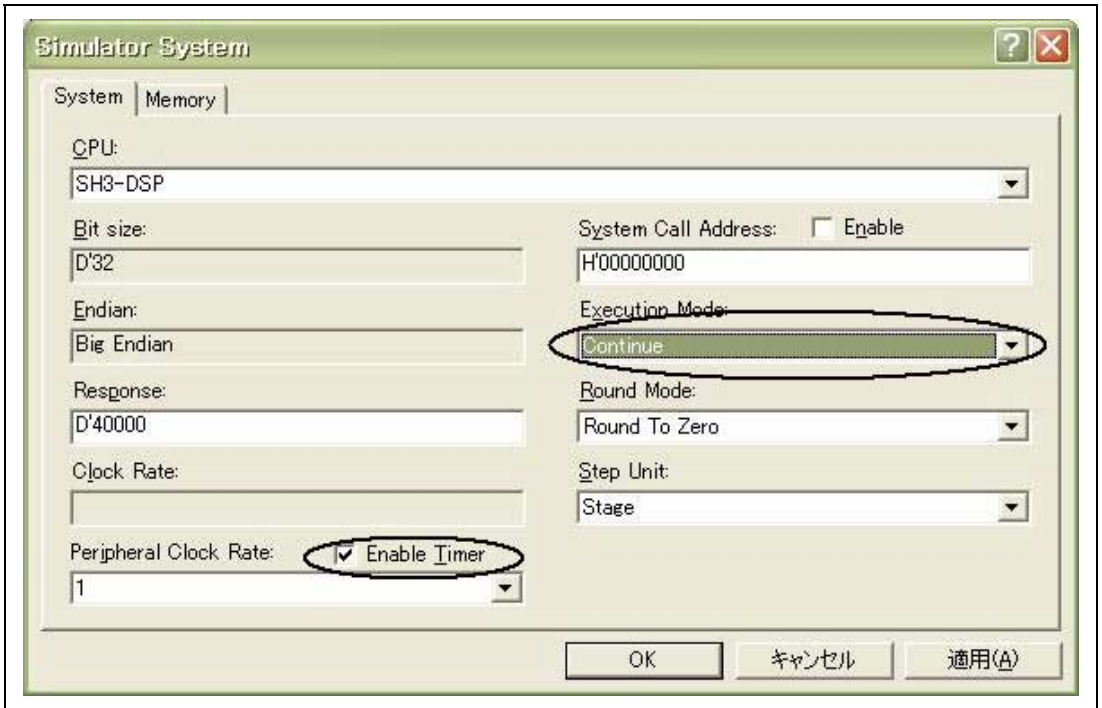 Simulator System
System Memory
CPU:
SH3-DSP
Bit size:
D'32
System Call Address: Enable
H'00000000
Endian:
Big Endian
Execution Mode:
Continue
Response:
D'40000
Round Mode:
Round To Zero
Clock Rate:
Step Unit:
Stage
Peripheral Clock Rate: Enable Timer
1
OK キャンセル 適用(A)